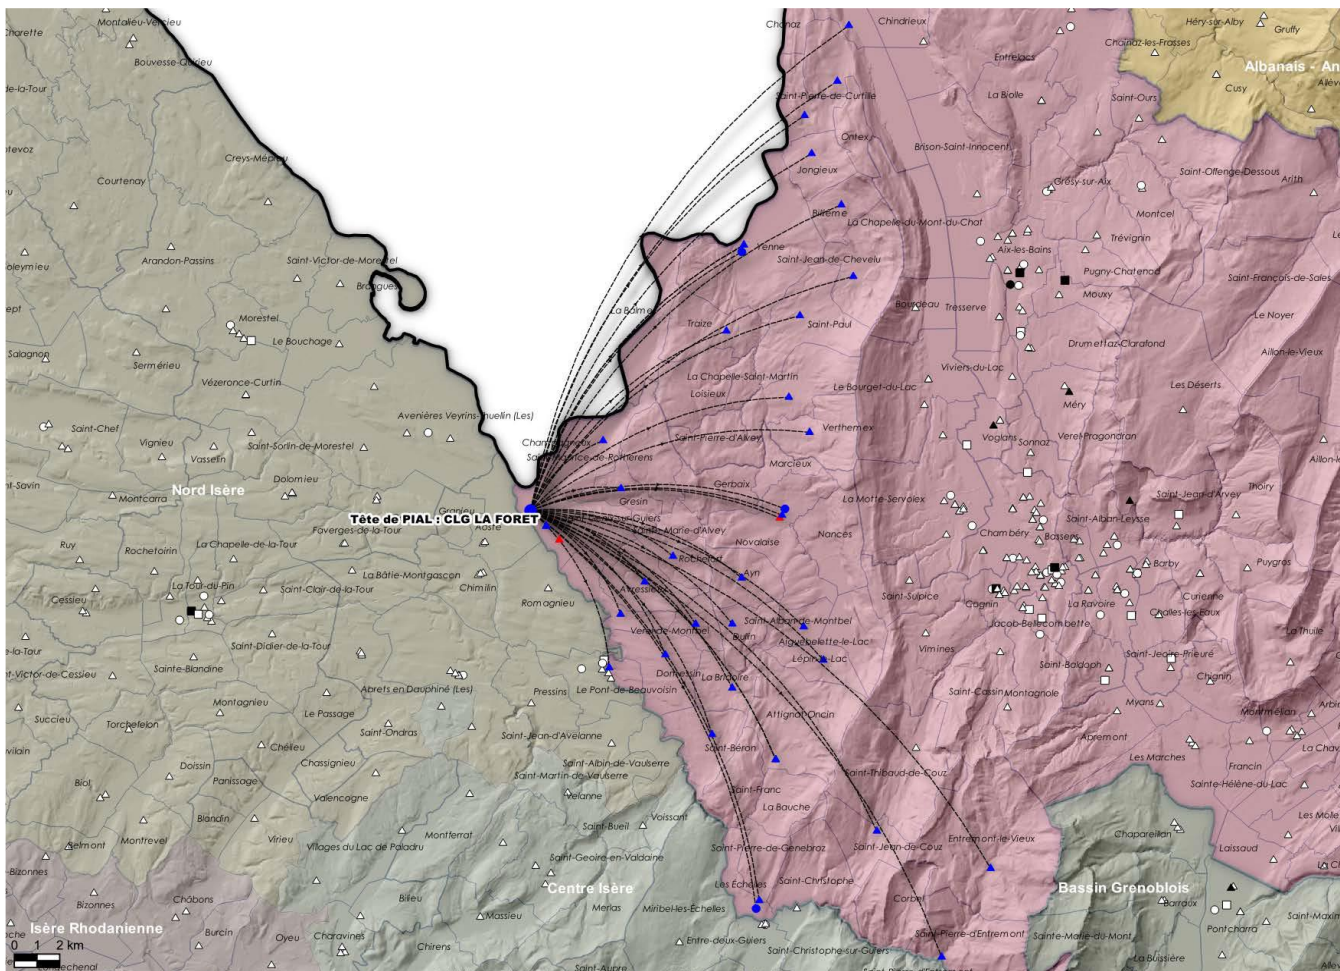 Charette
Montalieu-Vercieu
Bouvesse-Quirieu
Chanaz
Chindrieux
Héry-sur-Alby
Gruffy
Chainaz-les-Frasses
Entrelacs
Albanais - An
Cusy
La Biolle
Saint-Ours
Saint-Pierre-de-Curtille
Ontex
Brison-Saint-Innocent
Creys-Mépieu
Courtenay
Jongieux
Grésy-sur-Aix
Saint-Offenge-Dessous
Arith
Montcel
Billième
La Chapelle-du-Mont-du-Chat
Trévignin
Yenne
Aix-les-Bains
Arandon-Passins
Saint-Victor-de-Morestel
Saint-Jean-de-Chevelu
Pugny-Chatenod
Saint-François-de-Sales
Brangues
Mouxy
Bourdeau
Tresserve
La Balme
Traize
Saint-Paul
Le Noyer
Morestel
Le Bouchage
Drumettaz-Clarafond
Salagnon
Sermérieu
Aillon-le-Vieux
Vézeronce-Curtin
La Chapelle-Saint-Martin
Loisieux
Le Bourget-du-Lac
Viviers-du-Lac
Les Déserts
Méry
Avenières Veyrins-Thuellin (Les)
Saint-Chef
Vignieu
Saint-Sorlin-de-Morestel
Champagneux
Saint-Pierre-d'Alvey
Verthemex
Voglans
Sonnaz
Verel-Pragondran
Vasselin
Saint-Maurice-de-Rotherens
Marcieux
Dolomieu
Nord Isère
Montcarra
Gerbaix
Gresin
La Motte-Servolex
Saint-Jean-d'Arvey
Thoiry
Granieu
Tête de PIAL : CLG LA FORET
Aoste
Sainte-Marie-d'Alvey
Saint-Alban-Leysse
Faverges-de-la-Tour
Novalaise
Nances
Chambéry
Bassens
Ruy
Rochetoirin
La Chapelle-de-la-Tour
Rochefort
Ayn
Barby
Puygros
La Bâtie-Montgascon
Chimilin
La Tour-du-Pin
Saint-Clair-de-la-Tour
Romagnieu
Avressieux
Saint-Sulpice
Cognin
La Ravoire
Curienne
Cessieu
Challes-les-Eaux
Saint-Alban-de-Montbel
Jacob-Bellecombette
Verel-de-Montbel
Aiguebelette-le-Lac
La Thuile
Saint-Didier-de-la-Tour
Vimines
Sainte-Blandine
Lépin-le-Lac
Saint-Baldoph
Saint-Jeoire-Prieuré
Domessin
La Bridoire
Chignin
Pressins
Le Pont-de-Beauvoisin
Abrets en Dauphiné (Les)
Saint-Cassin
Montagnole
Myans
Montmélian
Montagnieu
Le Passage
Succieu
Torchefelon
Saint-Ondras
Attignat-Oncin
Apremont
Saint-Jean-d'Avelanne
Saint-Béron
Chélieu
Les Marches
Francin
Doissin
Panissage
Chassignieu
Saint-Albin-de-Vaulserre
Saint-Martin-de-Vaulserre
Saint-Thibaud-de-Couz
Sainte-Hélène-du-Lac
Biol
Valencogne
Velanne
Saint-Franc
La Bauche
Blandin
Virieu
Montferrat
Saint-Bueil
Voissant
Entremont-le-Vieux
Chapareillan
Montrevel
Belmont
Villages du Lac de Paladru
Saint-Pierre-de-Genebroz
Saint-Jean-de-Couz
Laissaud
Saint-Geoire-en-Valdaine
Bizonnes
Les Échelles
Saint-Christophe
Centre Isère
Bassin Grenoblois
Châbons
Bilieu
Merlas
Miribel-les-Échelles
Corbel
Barraux
Bizonnes
Massieu
Isère Rhodanienne
Burcin
Oyeu
Charavines
Chirens
Entre-deux-Guiers
Saint-Christophe-sur-Guiers
Saint-Pierre-d'Entremont
Sainte-Marie-du-Mont
Pontcharra
La Buissière
0 1 2 km
Saint-Aupre